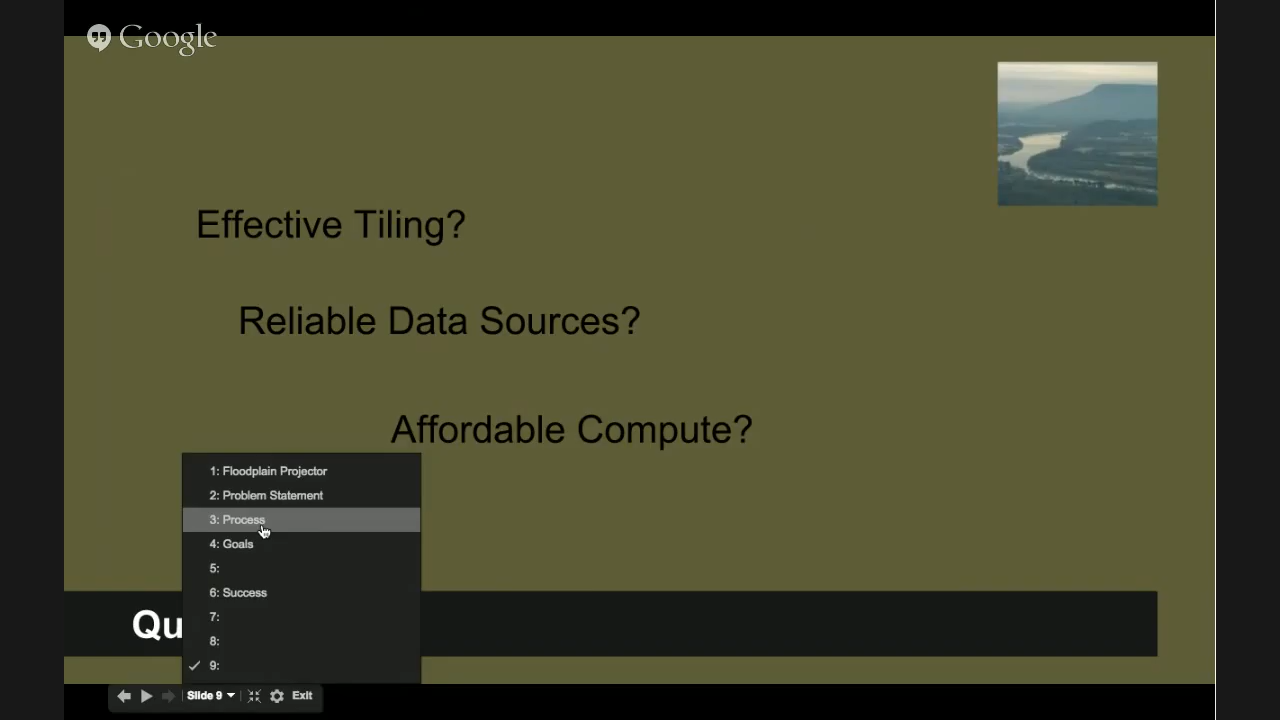 Google
Effective Tiling?
Reliable Data Sources?
Affordable Compute?
1: Floodplain Projector
2: Problem Statement
3: Process
4: Goals
5:
6: Success
7:
8:
9:
Qu
Slide 9
Exit